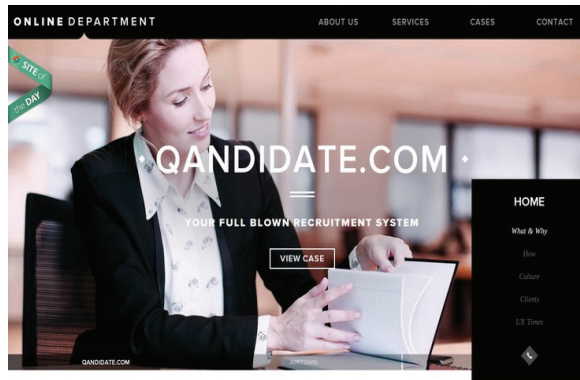 ONLINE DEPARTMENT
ABOUT US
SERVICES
CASES
CONTACT
SITE of
the DAY
QANDIDATE.COM
YOUR FULL BLOWN RECRUITMENT SYSTEM
VIEW CASE
HOME
What & Why
How
Culture
Clients
UX Times
QANDIDATE.COM
APPTOWN